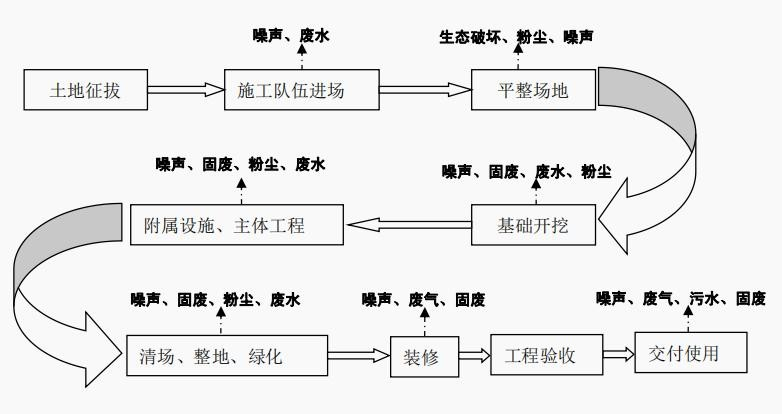 噪声、废水
生态破坏、粉尘、噪声
土地征拔
施工队伍进场
平整场地
噪声、固废、粉尘、废水
噪声、固废、废水、粉尘
附属设施、主体工程
基础开挖
噪声、固废、粉尘、废水
噪声、废气、固废
噪声、废气、污水、固废
清场、整地、绿化
装修
工程验收
交付使用